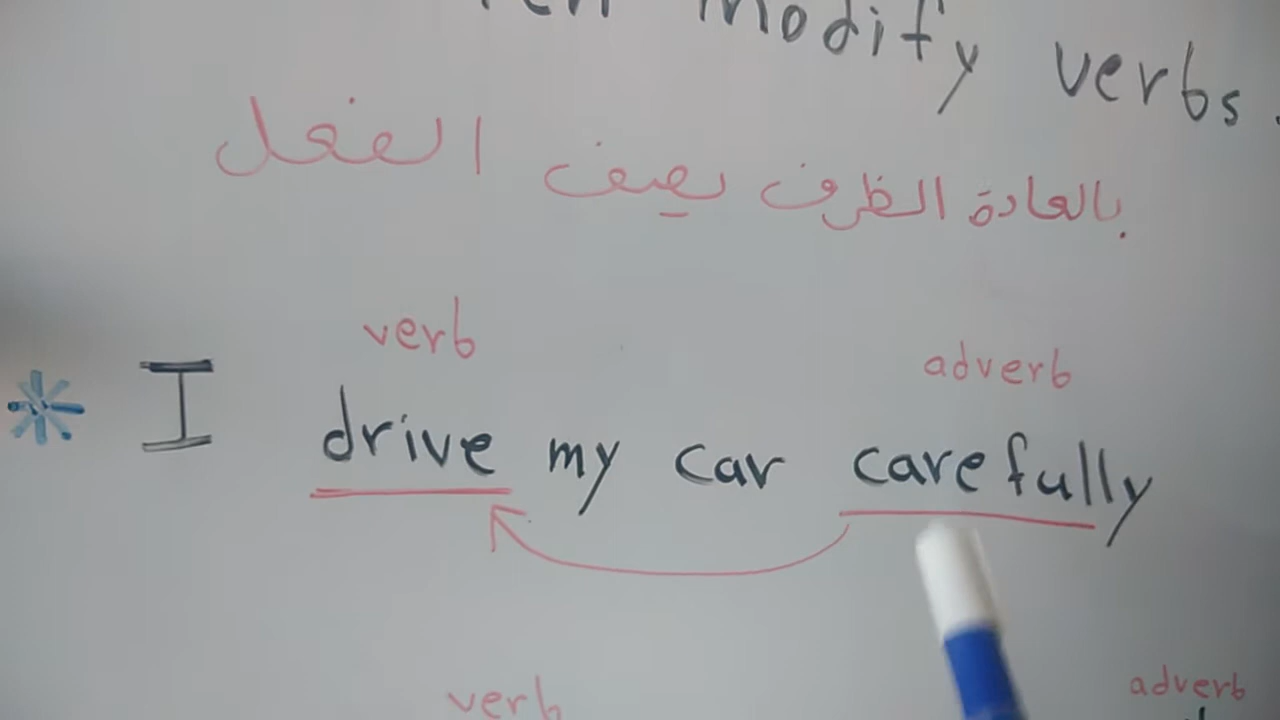 modify verbs.
بالعادة الظرف يصف الفعل
verb adverb
* I drive my car carefully
verb adverb